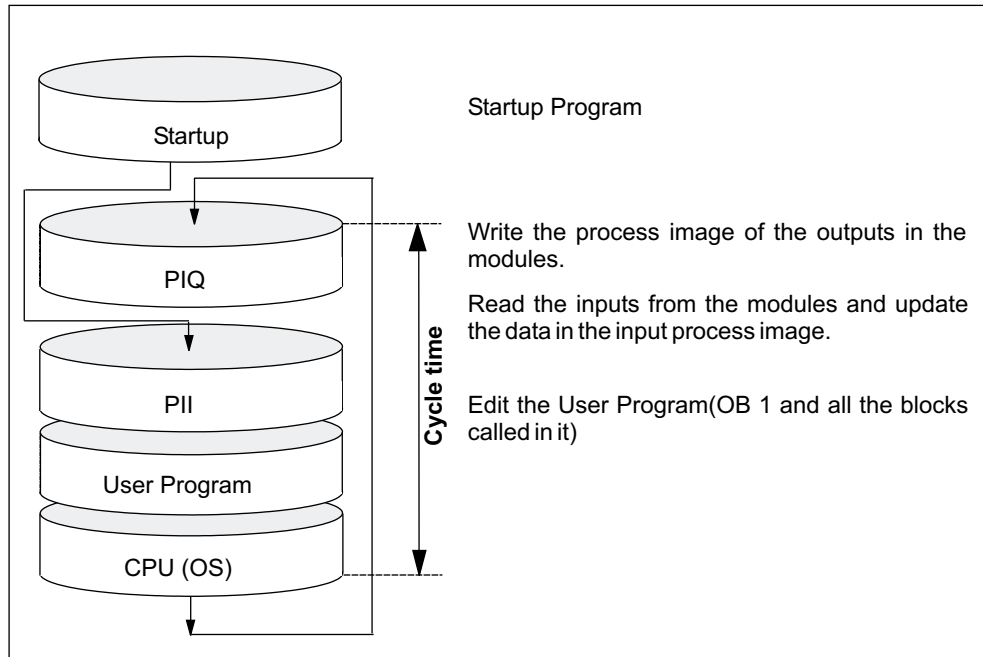 Startup
Startup Program
PIQ
Write the process image of the outputs in the
modules.
Read the inputs from the modules and update
the data in the input process image.
PII
Cycle time
Edit the User Program(OB 1 and all the blocks
called in it)
User Program
CPU (OS)